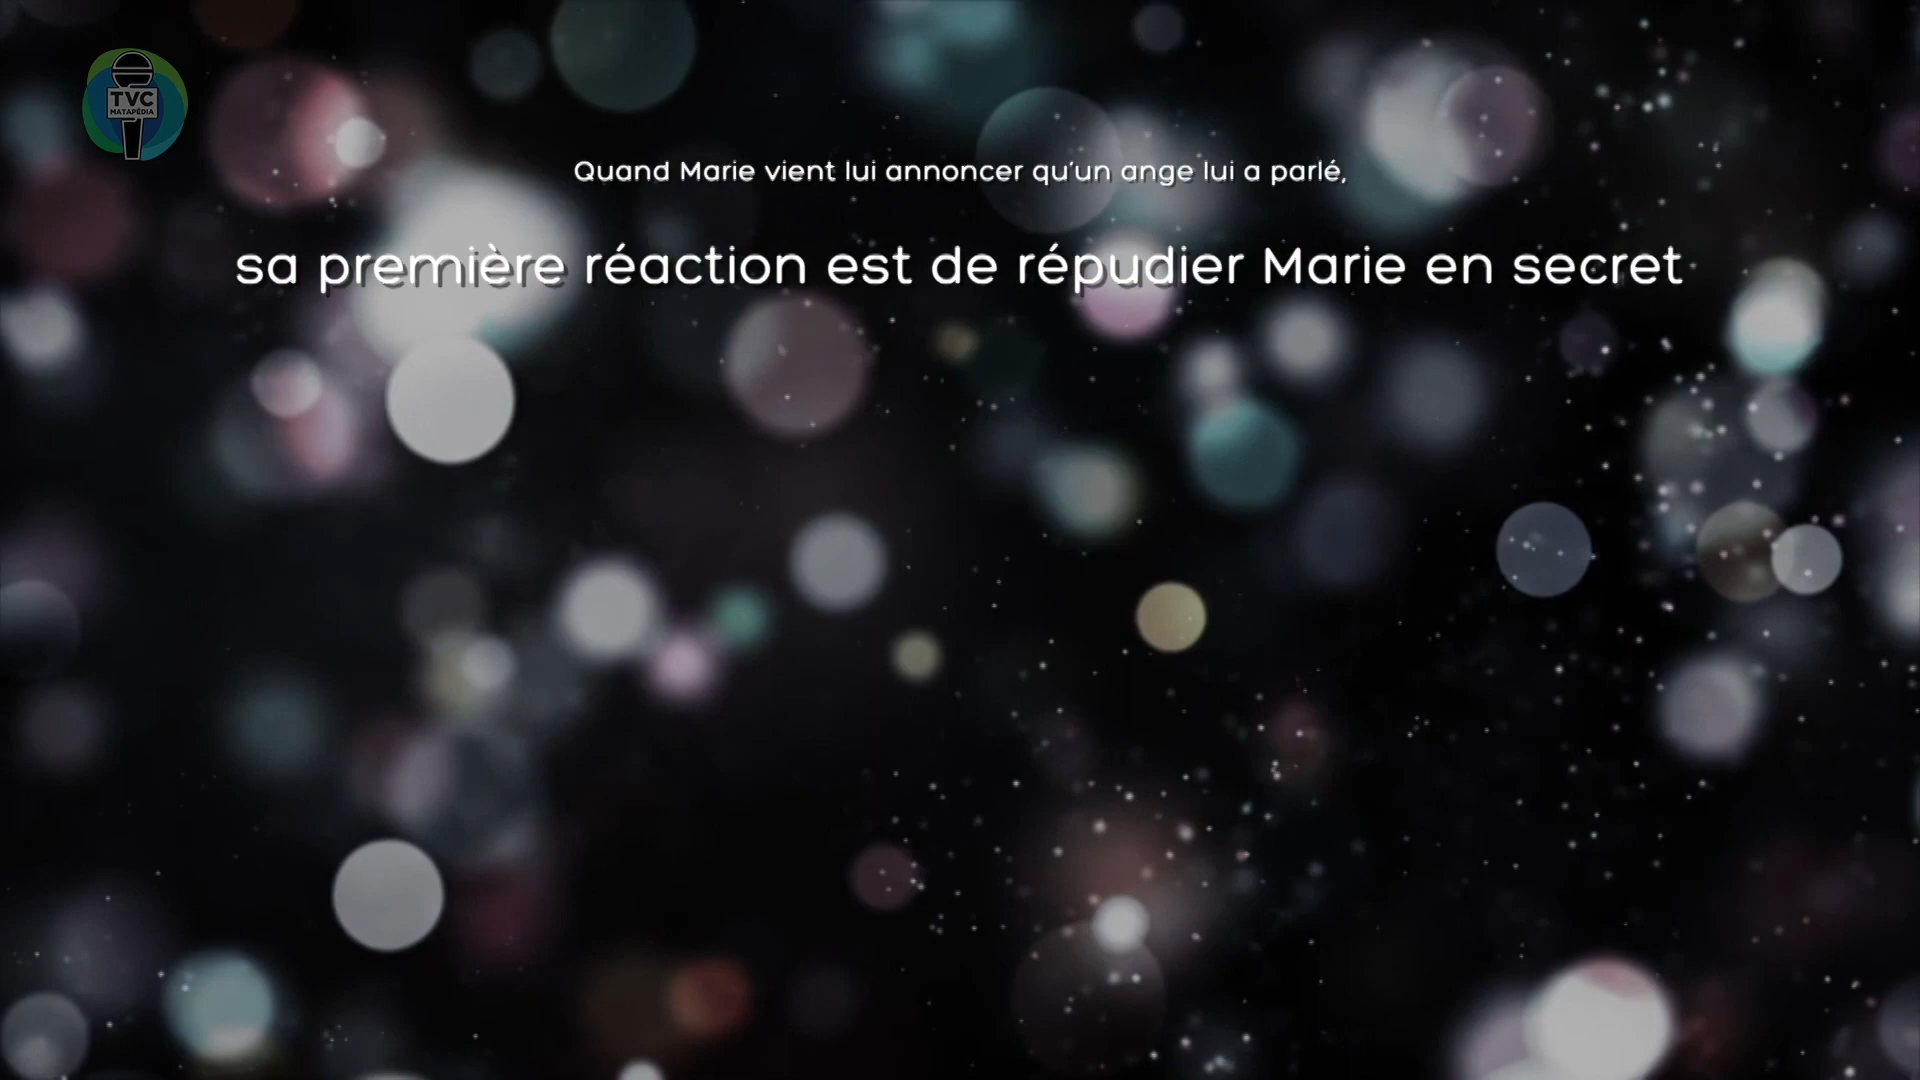 TVC
MATAPÉDIA
Quand Marie vient lui annoncer qu'un ange lui a parlé,
sa première réaction est de répudier Marie en secret